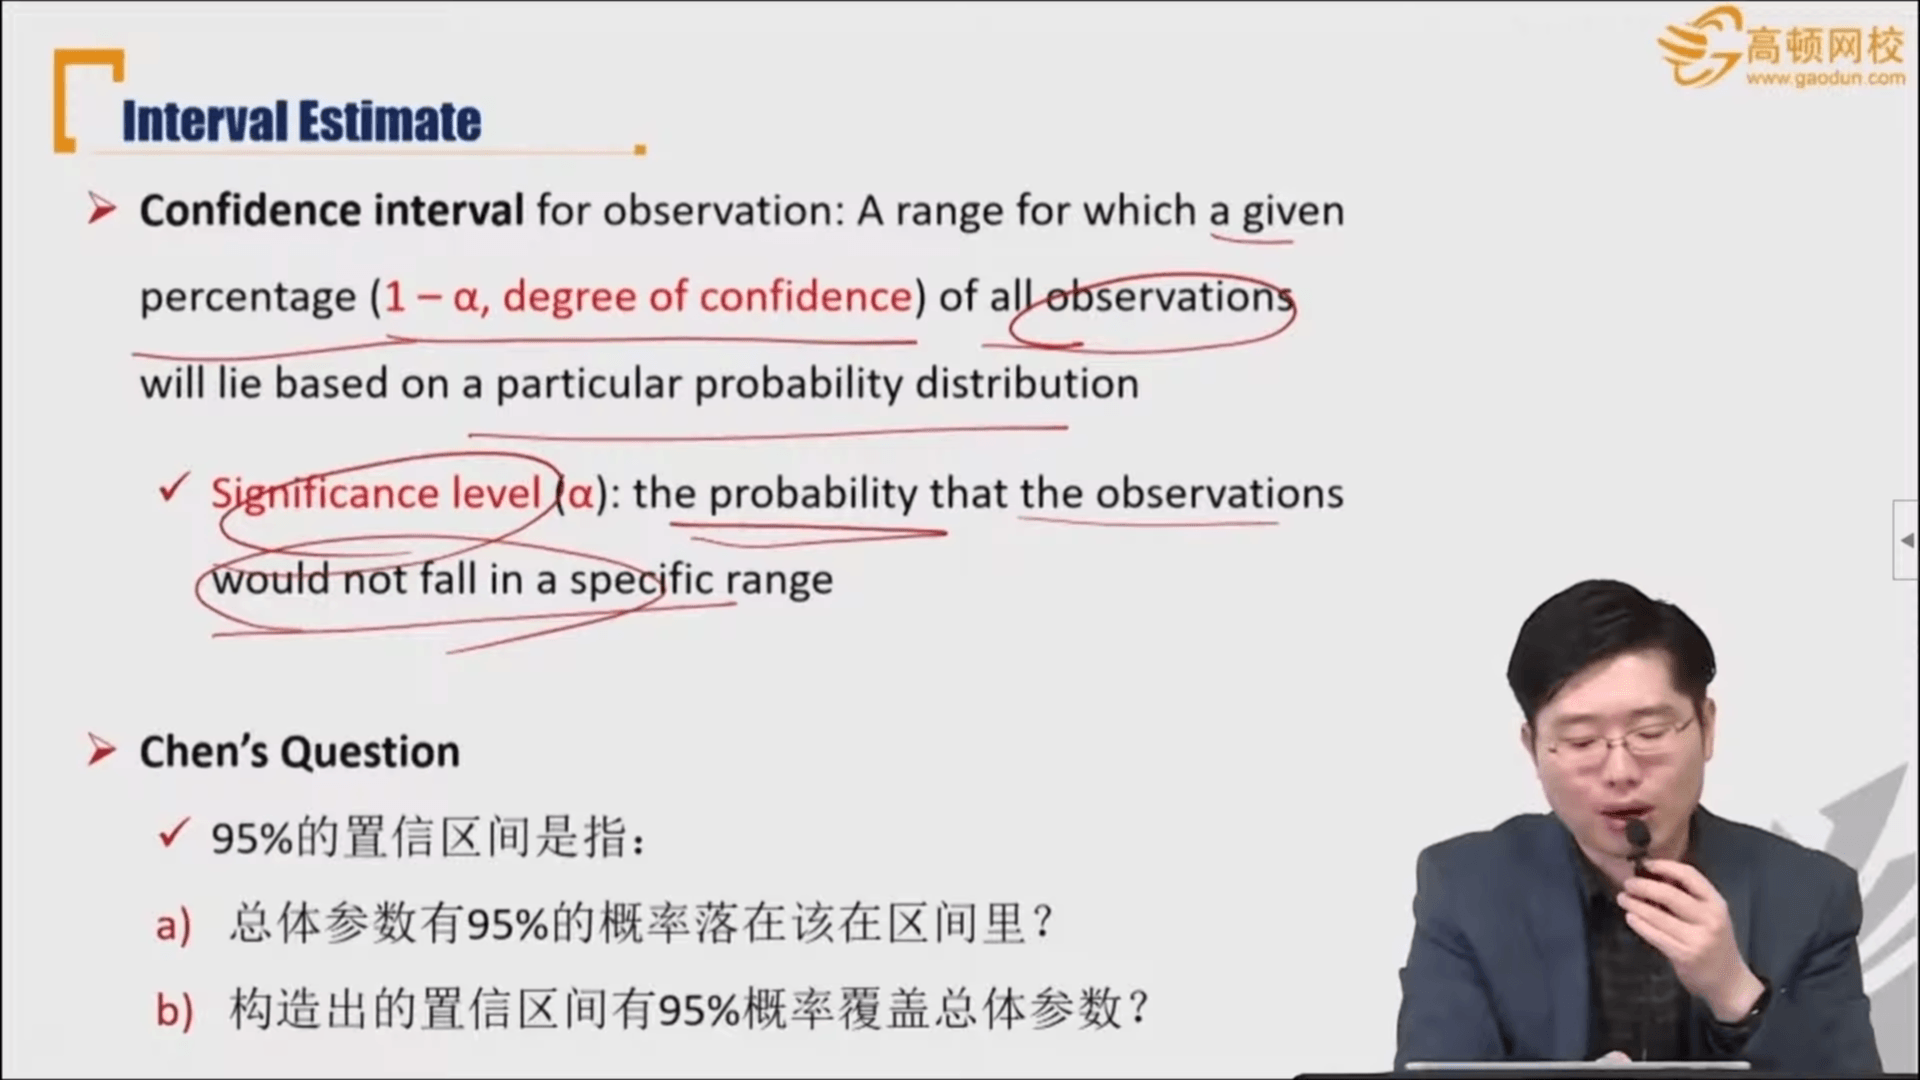 高顿网校
www.gaodun.com
Interval Estimate
Confidence interval for observation: A range for which a given
percentage (1 – α, degree of confidence) of all observations
will lie based on a particular probability distribution
Significance level (α): the probability that the observations
would not fall in a specific range
Chen’s Question
95%的置信区间是指：
a) 总体参数有95%的概率落在该在区间里？
b) 构造出的置信区间有95%概率覆盖总体参数？